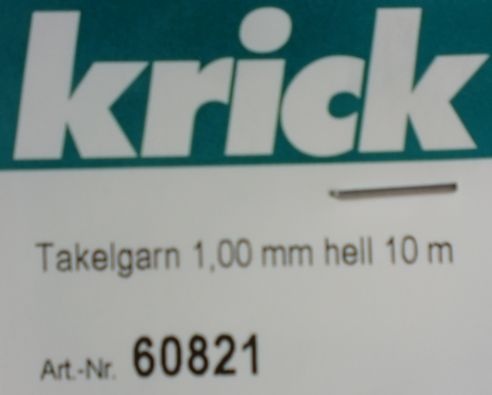 krick
Takelgarn 1,00 mm hell 10 m
Art.-Nr. 60821